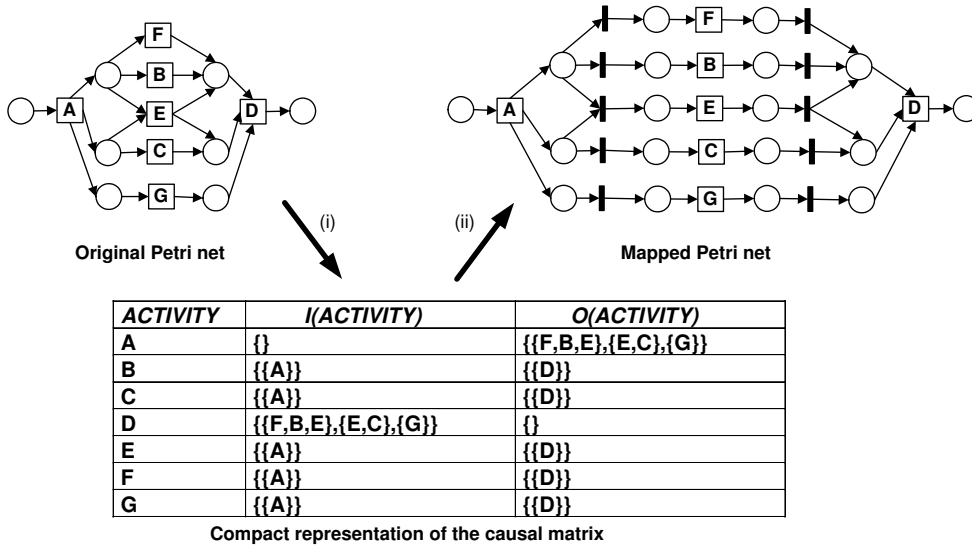 F
B
A
E
D
C
G
Original Petri net
F
B
A
E
D
C
G
Mapped Petri net
(i)
(ii)
ACTIVITY I(ACTIVITY) O(ACTIVITY)
A {} {{F,B,E},{E,C},{G}}
B {{A}} {{D}}
C {{A}} {{D}}
D {{F,B,E},{E,C},{G}} {}
E {{A}} {{D}}
F {{A}} {{D}}
G {{A}} {{D}}
Compact representation of the causal matrix